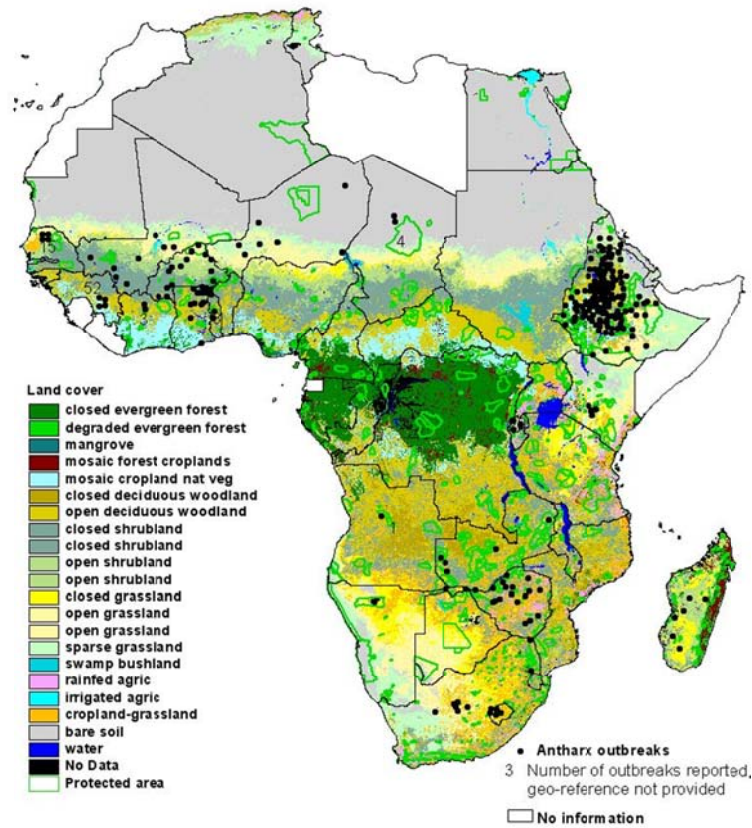 15
52
3
4
Land cover
closed evergreen forest
degraded evergreen forest
mangrove
mosaic forest croplands
mosaic cropland nat veg
closed deciduous woodland
open deciduous woodland
closed shrubland
closed shrubland
open shrubland
open shrubland
closed grassland
open grassland
open grassland
sparse grassland
swamp bushland
rainfed agric
irrigated agric
cropland-grassland
bare soil
water
No Data
Protected area
Antharx outbreaks
3 Number of outbreaks reported,
geo-reference not provided
No information